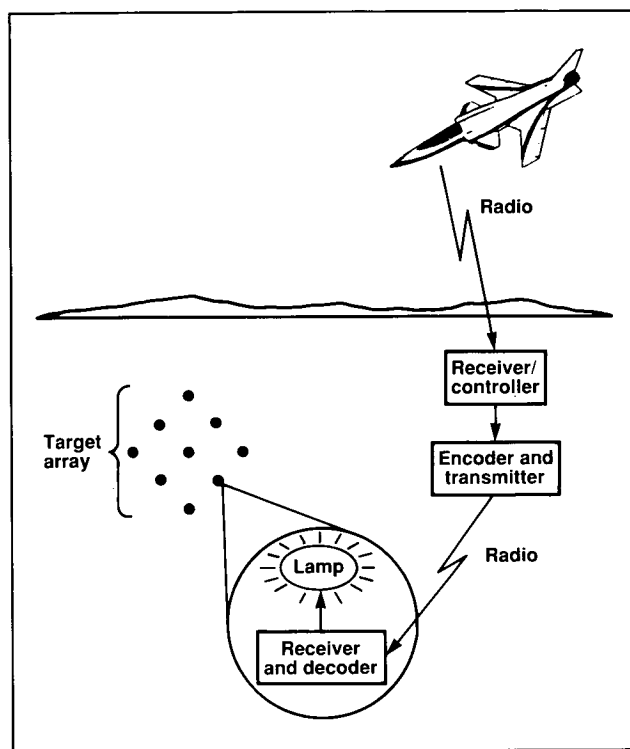 Radio
Receiver/
controller
Target
array
Encoder and
transmitter
Radio
Lamp
Receiver
and decoder